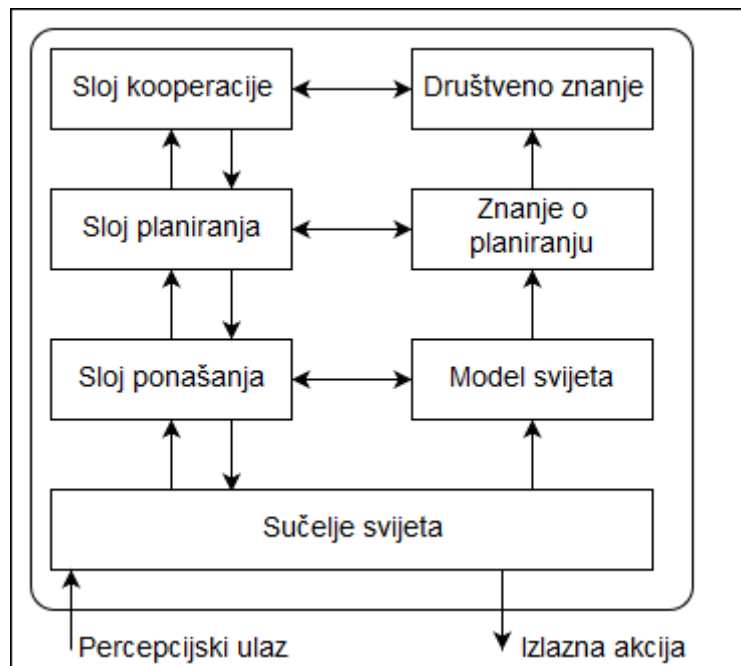 Sloj kooperacije
Društveno znanje
Sloj planiranja
Znanje o
planiranju
Sloj ponašanja
Model svijeta
Sučelje svijeta
Percepcijski ulaz
Izlazna akcija